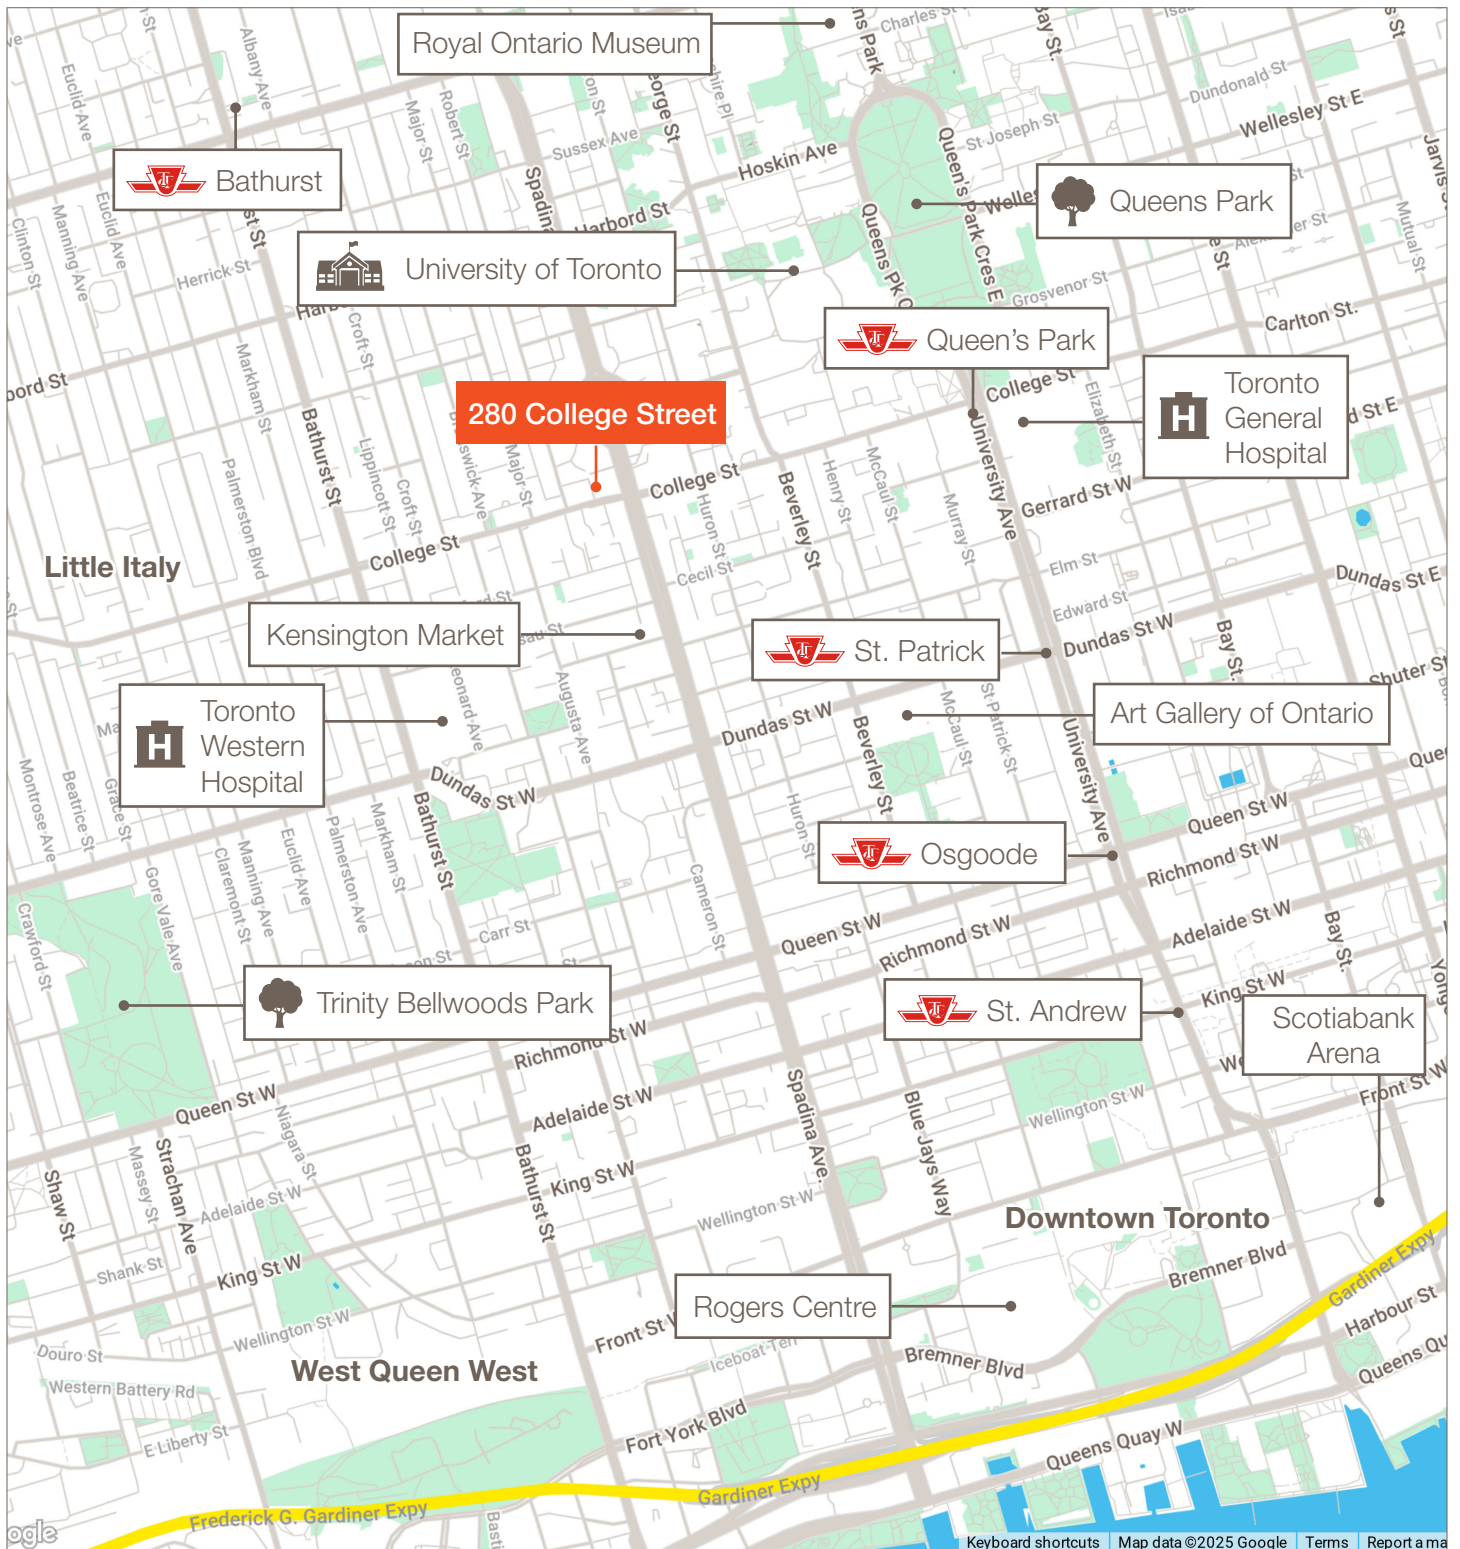 Royal Ontario Museum
Charles St
Bay St.
Albany Ave
Euclid Ave
Major St
Robert St
Sussex Ave
Dundonald St
Wellesley St E
St Joseph St
Hoskin Ave
Queen's Park Cres E
Bathurst
Queens Park
Spadina
Harbord St
University of Toronto
Clinton St
Manning Ave
Euclid Ave
Herrick St
Mutual St
Grosvenor St
Queen's Park
Carlton St.
Croft St
Markham St
College St
Elizabeth St
Toronto
General
Hospital
280 College Street
Bathurst St
Lippincott St
Croft St
Major St
College St
Palmerston Blvd
Huron St
Beverley St
Henry St
McCaul St
Murray St
University Ave
Gerrard St W
College St
Little Italy
Cecil St
Elm St
Dundas St E
Edward St
Kensington Market
St. Patrick
Dundas St W
Bay St.
Shuter St
Toronto
Western
Hospital
Augusta Ave
Dundas St W
Beverley St
McCaul St
St Patrick St
University Ave
Art Gallery of Ontario
Montrose Ave
Beatrice St
Grace St
Dundas St W
Bathurst St
Markham St
Palmerston Ave
Euclid Ave
Manning Ave
Claremont St
Huron St
Queen St W
Osgoode
Richmond St W
Gore Vale Ave
Crawford St
Cameron St
Carr St
Queen St W
Richmond St W
Adelaide St W
Bay St.
Trinity Bellwoods Park
St. Andrew
King St W
Scotiabank
Arena
Richmond St W
Front St W
Queen St W
Adelaide St W
Spadina Ave.
Blue Jays Way
Wellington St W
Niagara St
Massey St
Strachan Ave
Shaw St
Bathurst St
King St W
Adelaide St W
Wellington St W
Downtown Toronto
Shank St
King St W
Bremner Blvd
Gardiner Expy
Rogers Centre
Wellington St W
Front St W
Harbour St
Douro St
West Queen West
Bremner Blvd
Western Battery Rd
Fort York Blvd
E Liberty St
Queens Quay W
Gardiner Expy
Frederick G. Gardiner Expy
Keyboard shortcuts
Map data ©2025 Google
Terms
Report a ma